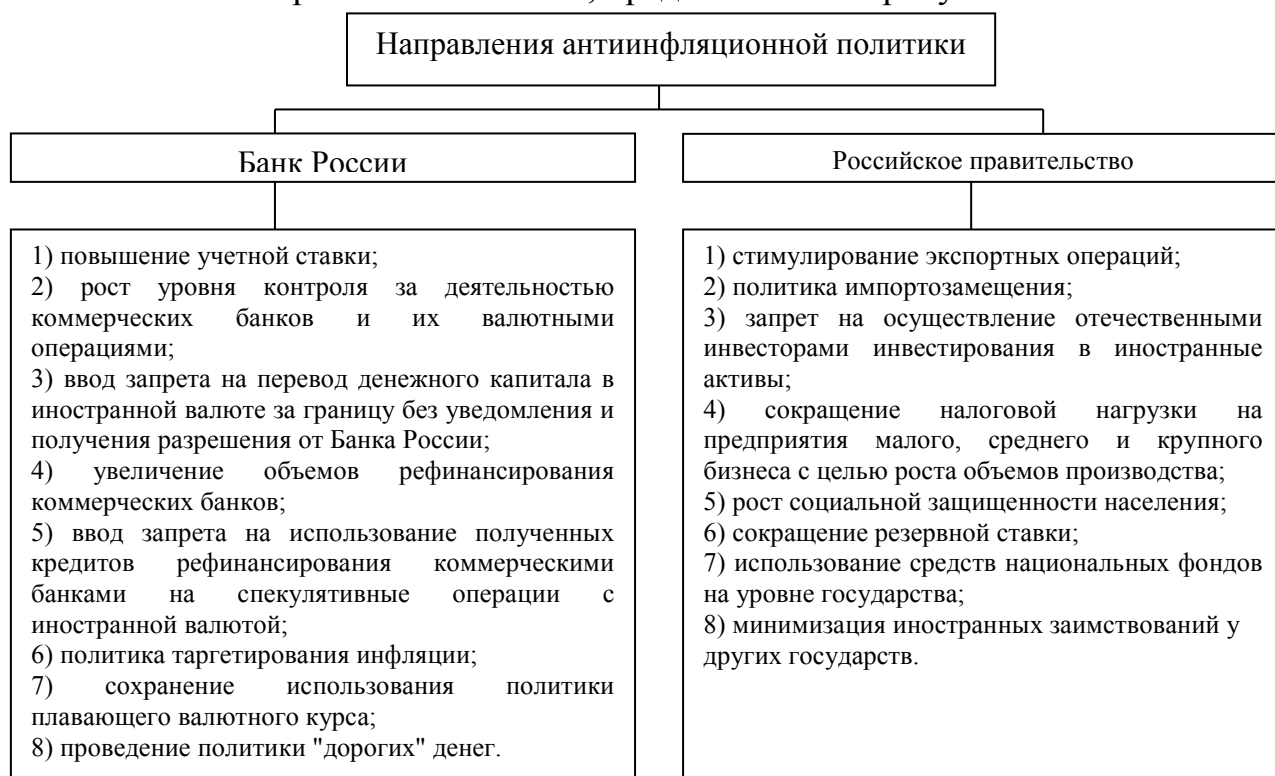 Направления антиинфляционной политики
Банк России
Российское правительство
1) повышение учетной ставки;
2) рост уровня контроля за деятельностью
коммерческих банков и их валютными
операциями;
3) ввод запрета на перевод денежного капитала в
иностранной валюте за границу без уведомления и
получения разрешения от Банка России;
4) увеличение объемов рефинансирования
коммерческих банков;
5) ввод запрета на использование полученных
кредитов рефинансирования коммерческими
банками на спекулятивные операции с
иностранной валютой;
6) политика таргетирования инфляции;
7) сохранение использования политики
плавающего валютного курса;
8) проведение политики "дорогих" денег.
1) стимулирование экспортных операций;
2) политика импортозамещения;
3) запрет на осуществление отечественными
инвесторами инвестирования в иностранные
активы;
4) сокращение налоговой нагрузки на
предприятия малого, среднего и крупного
бизнеса с целью роста объемов производства;
5) рост социальной защищенности населения;
6) сокращение резервной ставки;
7) использование средств национальных фондов
на уровне государства;
8) минимизация иностранных заимствований у
других государств.